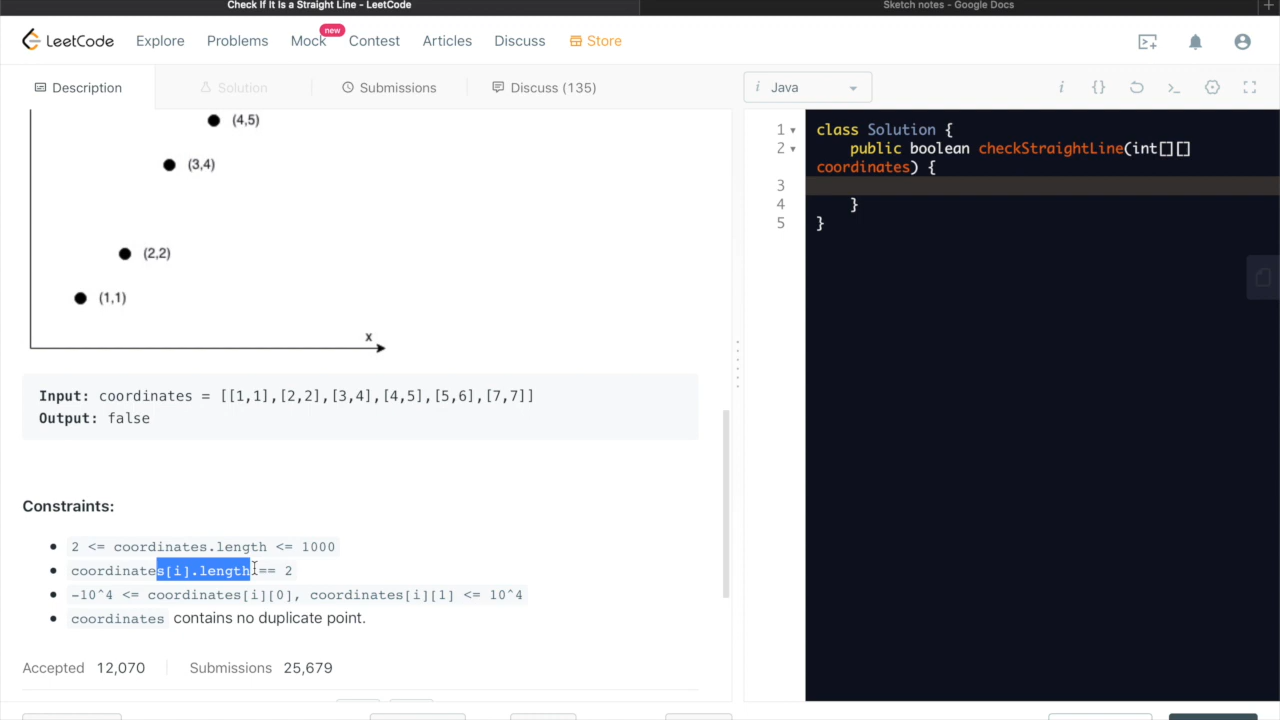 Check If It Is a Straight Line - LeetCode
Sketch notes - Google Docs
LeetCode
Explore
Problems
Mock
new
Contest
Articles
Discuss
Store
Description
Solution
Submissions
Discuss (135)
i Java
i {}
(4,5)
(3,4)
(2,2)
(1,1)
x
Input: coordinates = [[1,1],[2,2],[3,4],[4,5],[5,6],[7,7]]
Output: false
Constraints:
2 <= coordinates.length <= 1000
coordinates[i].length == 2
-10^4 <= coordinates[i][0], coordinates[i][1] <= 10^4
coordinates contains no duplicate point.
Accepted 12,070
Submissions 25,679
1 class Solution {
2 public boolean checkStraightLine(int[][]
coordinates) {
3
4 }
5 }